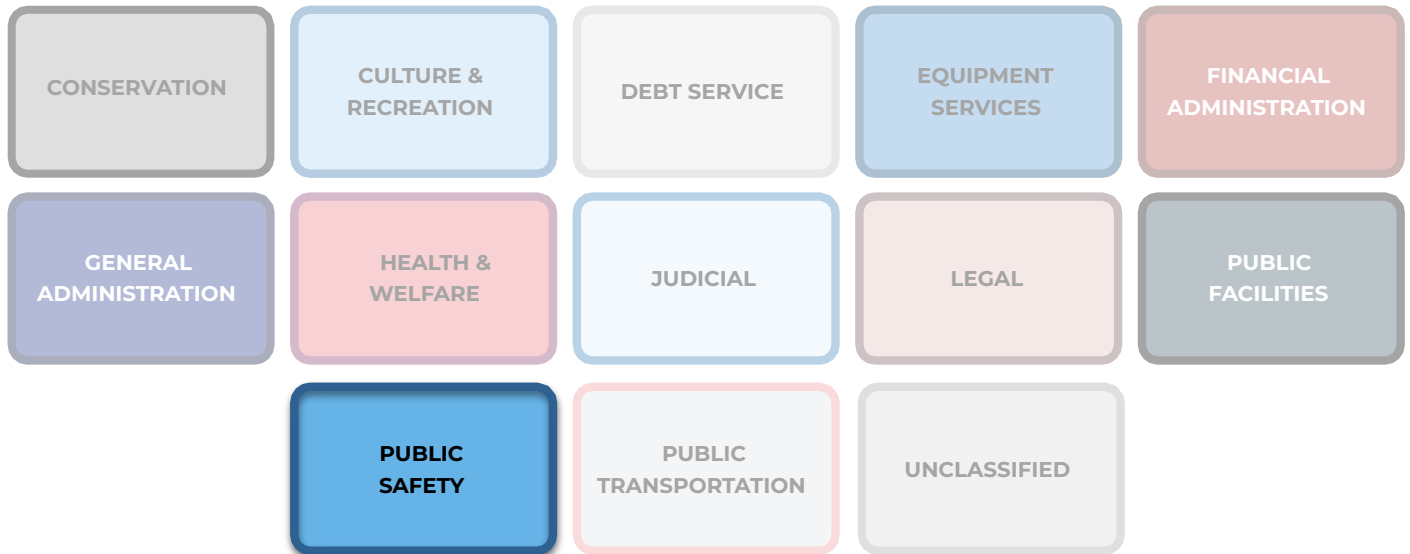 CONSERVATION
CULTURE &
RECREATION
DEBT SERVICE
EQUIPMENT
SERVICES
FINANCIAL
ADMINISTRATION
GENERAL
ADMINISTRATION
HEALTH &
WELFARE
JUDICIAL
LEGAL
PUBLIC
FACILITIES
PUBLIC
SAFETY
PUBLIC
TRANSPORTATION
UNCLASSIFIED